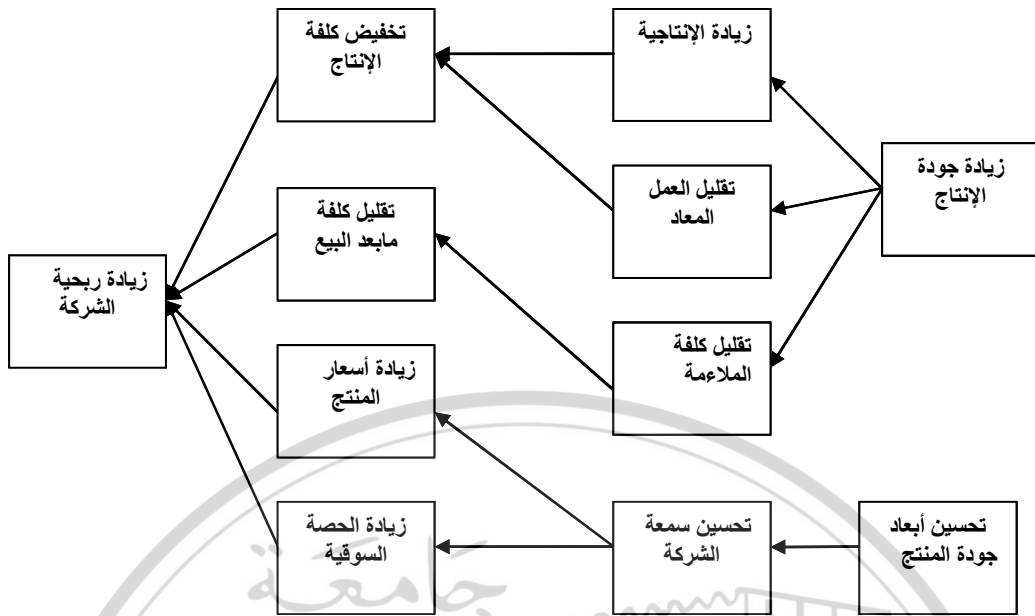 زيادة جودة
الإنتاج
زيادة الإنتاجية
تقليل العمل
المعاد
تقليل كلفة
الملاءمة
تحسين أبعاد
جودة المنتج
تحسين سمعة
الشركة
تخفيض كلفة
الإنتاج
تقليل كلفة
مابعد البيع
زيادة أسعار
المنتج
زيادة الحصة
السوقية
زيادة ربحية
الشركة
جامعة